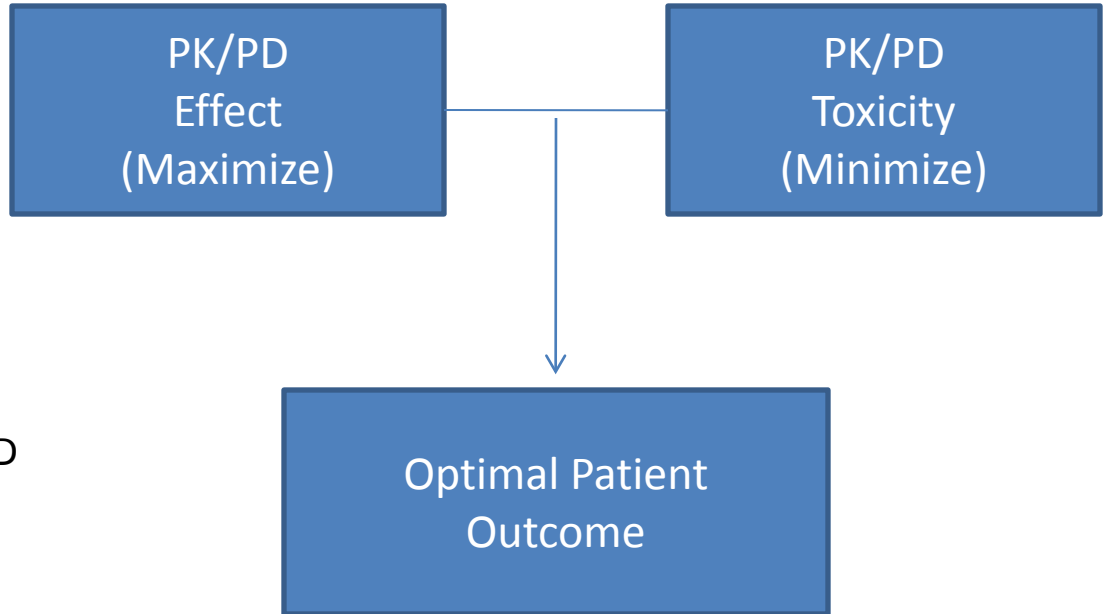 PK/PD
Effect
(Maximize)
PK/PD
Toxicity
(Minimize)
D
Optimal Patient
Outcome